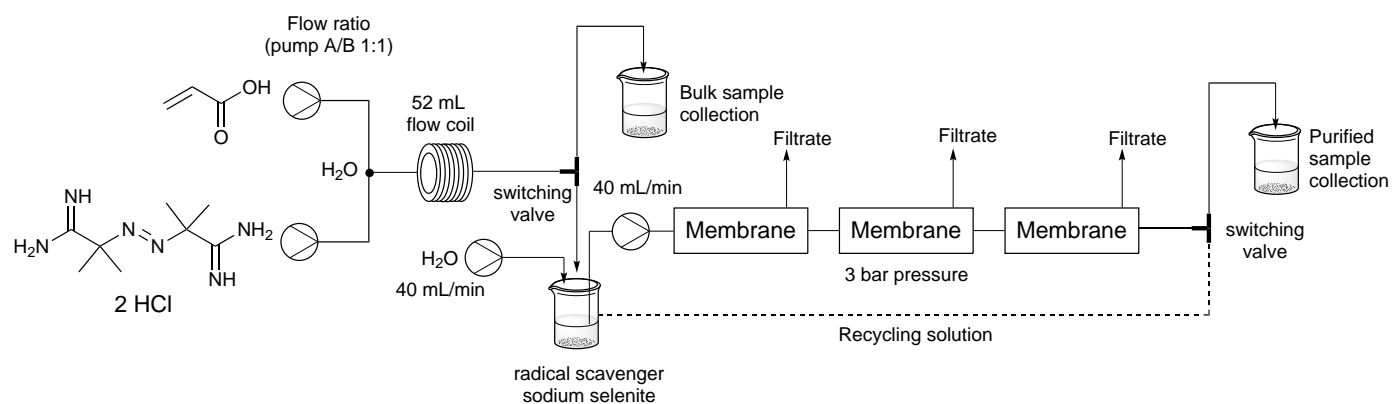 Flow ratio
(pump A/B 1:1)
OH
O
52 mL
flow coil
H₂O
NH
H₂N
N
N
NH₂
NH
2 HCl
switching
valve
Bulk sample
collection
H₂O
40 mL/min
40 mL/min
radical scavenger
sodium selenite
Filtrate
Filtrate
Filtrate
Membrane
Membrane
Membrane
3 bar pressure
Recycling solution
Purified
sample
collection
switching
valve